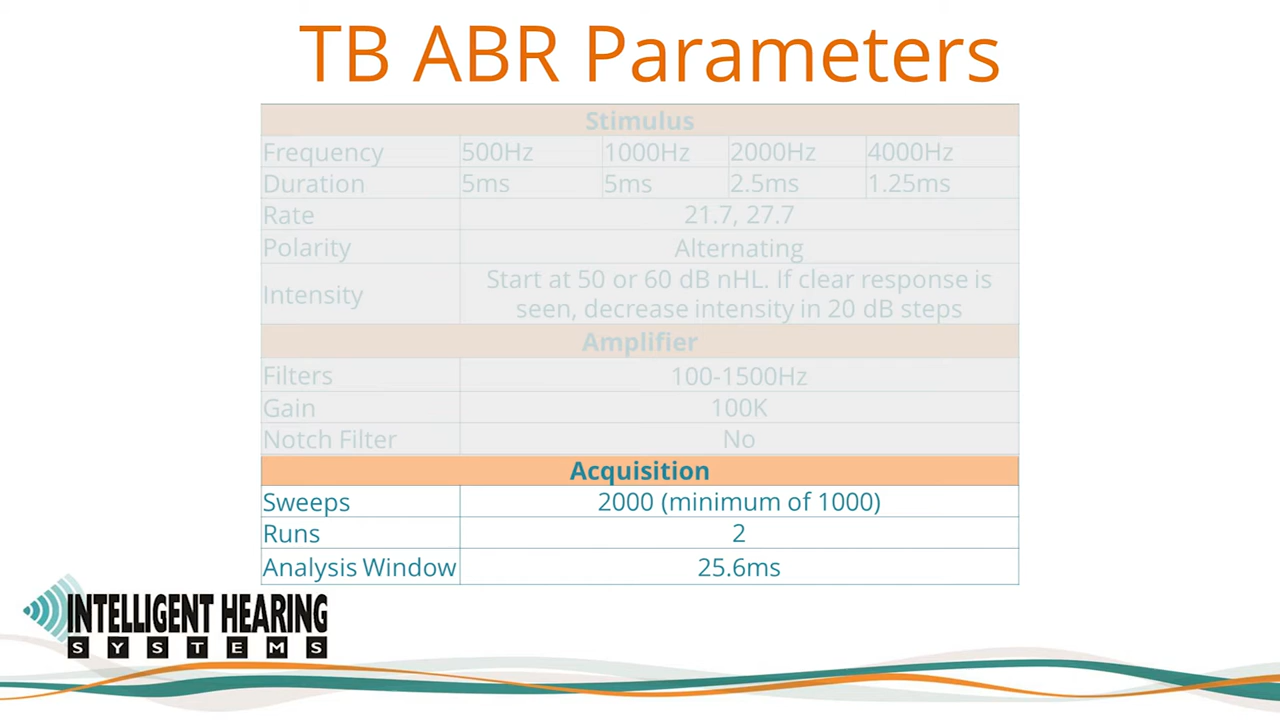 TB ABR Parameters
Stimulus
Frequency 500Hz 1000Hz 2000Hz 4000Hz
Duration 5ms 5ms 2.5ms 1.25ms
Rate 21.7, 27.7
Polarity Alternating
Intensity Start at 50 or 60 dB nHL. If clear response is
seen, decrease intensity in 20 dB steps
Amplifier
Filters 100-1500Hz
Gain 100K
Notch Filter No
Acquisition
Sweeps 2000 (minimum of 1000)
Runs 2
Analysis Window 25.6ms
INTELLIGENT HEARING
SYSTEMS